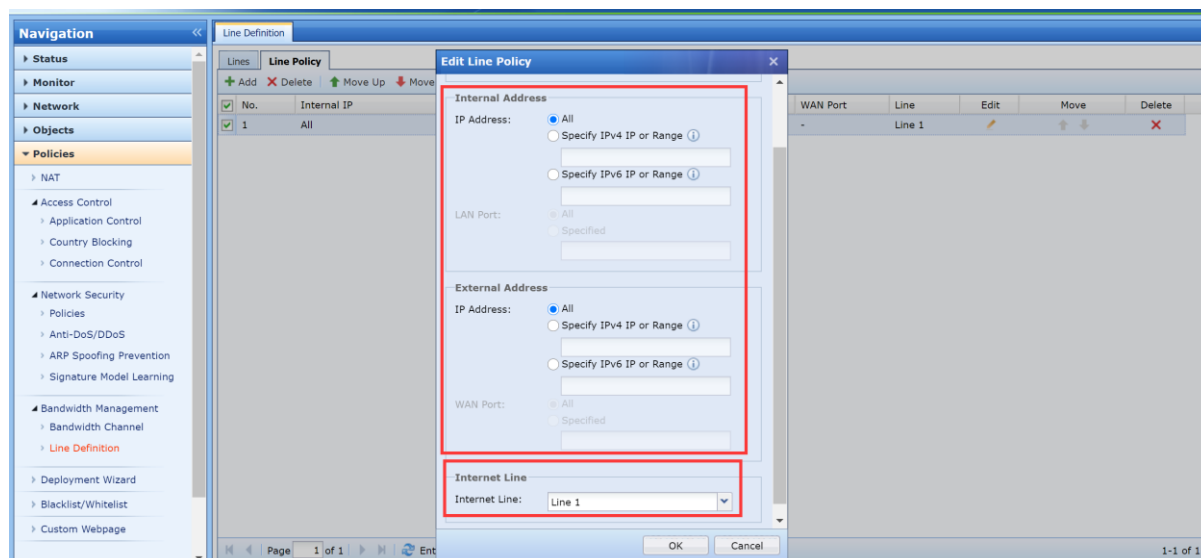 Navigation
Status
Monitor
Network
Objects
Policies
NAT
Access Control
Application Control
Country Blocking
Connection Control
Network Security
Policies
Anti-DoS/DDoS
ARP Spoofing Prevention
Signature Model Learning
Bandwidth Management
Bandwidth Channel
Line Definition
Deployment Wizard
Blacklist/Whitelist
Custom Webpage
Line Definition
Lines Line Policy
Add Delete Move Up Move
No. Internal IP WAN Port Line Edit Move Delete
1 All - Line 1
Edit Line Policy
Internal Address
IP Address: All
Specify IPv4 IP or Range
Specify IPv6 IP or Range
LAN Port: All
Specified
External Address
IP Address: All
Specify IPv4 IP or Range
Specify IPv6 IP or Range
WAN Port: All
Specified
Internet Line
Internet Line: Line 1
OK Cancel
Page 1 of 1 Ent 1-1 of 1